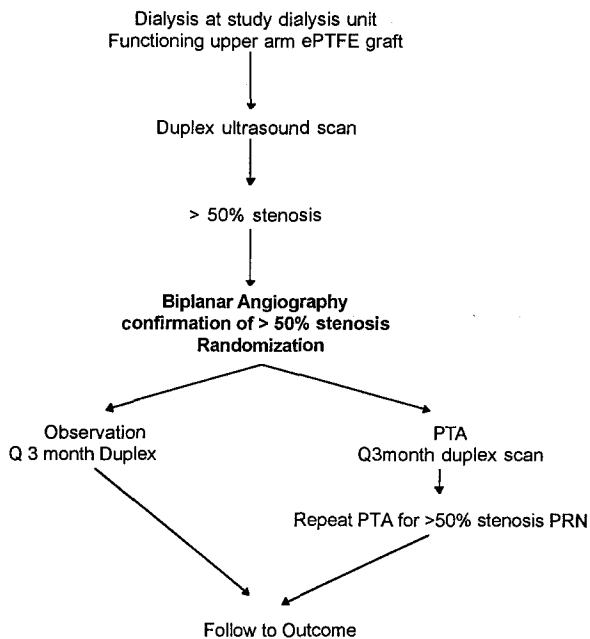 Dialysis at study dialysis unit
Functioning upper arm ePTFE graft
Duplex ultrasound scan
> 50% stenosis
Biplanar Angiography
confirmation of > 50% stenosis
Randomization
Observation
Q 3 month Duplex
PTA
Q3month duplex scan
Repeat PTA for >50% stenosis PRN
Follow to Outcome